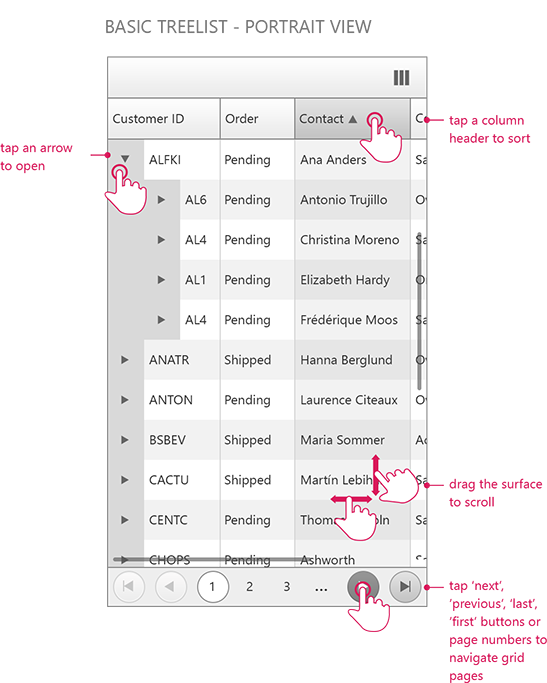 BASIC TREELIST - PORTRAIT VIEW
Customer ID Order Contact ▲ C
tap a column
header to sort
tap an arrow
to open
ALFKI Pending Ana Anders Sa
AL6 Pending Antonio Trujillo O
AL4 Pending Christina Moreno Sa
AL1 Pending Elizabeth Hardy O
AL4 Pending Frédérique Moos Sa
ANATR Shipped Hanna Berglund Ow
ANTON Pending Laurence Citeaux Ow
BSBEV Shipped Maria Sommer Ac
CACTU Shipped Martín Lebih Sa
drag the surface
to scroll
CENTC Pending Sa
CHOPS Pending Ashworth
1 2 3 ...
tap ‘next’,
‘previous’, ‘last’,
‘first’ buttons or
page numbers to
navigate grid
pages